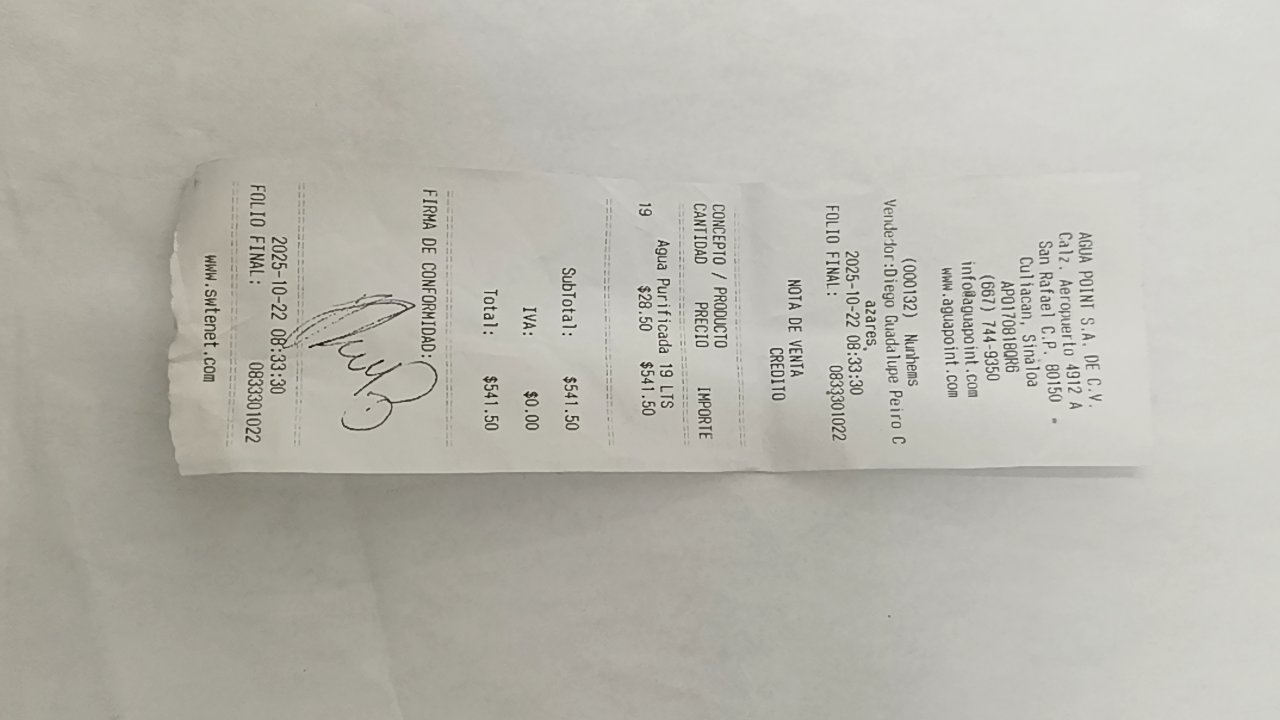 AGUA POINT S.A. DE C.V.
Calz. Aeropuerto 4912 A
San Rafael C.P. 80150
Culiacan, Sinaloa
APO170818QR6
(667) 744-9350
info@aguapoint.com
www.aguapoint.com
(000132) Nunhems
Vendedor:Diego Guadalupe Peiro C
azares,
2025-10-22 08:33:30
FOLIO FINAL: 0833301022
NOTA DE VENTA
CREDITO
CONCEPTO / PRODUCTO
CANTIDAD PRECIO IMPORTE
Agua Purificada 19 LTS
19 $28.50 $541.50
SubTotal: $541.50
IVA: $0.00
Total: $541.50
FIRMA DE CONFORMIDAD:
2025-10-22 08:33:30
FOLIO FINAL: 0833301022
www.swtenet.com